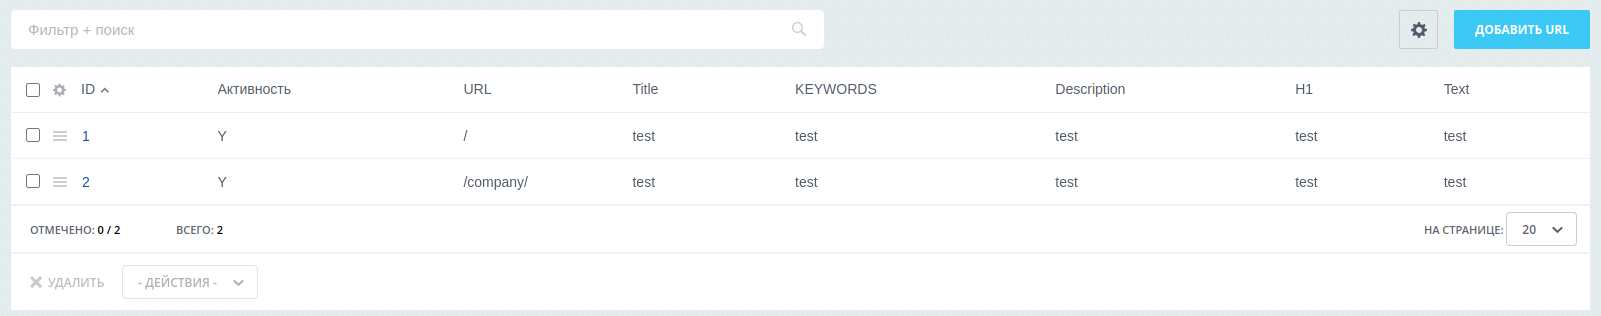 Фильтр + поиск ДОБАВИТЬ URL
ID Активность URL Title KEYWORDS Description H1 Text
1 Y / test test test test test
2 Y /company/ test test test test test
ОТМЕЧЕНО: 0 / 2 ВСЕГО: 2 НА СТРАНИЦЕ: 20
УДАЛИТЬ - ДЕЙСТВИЯ -